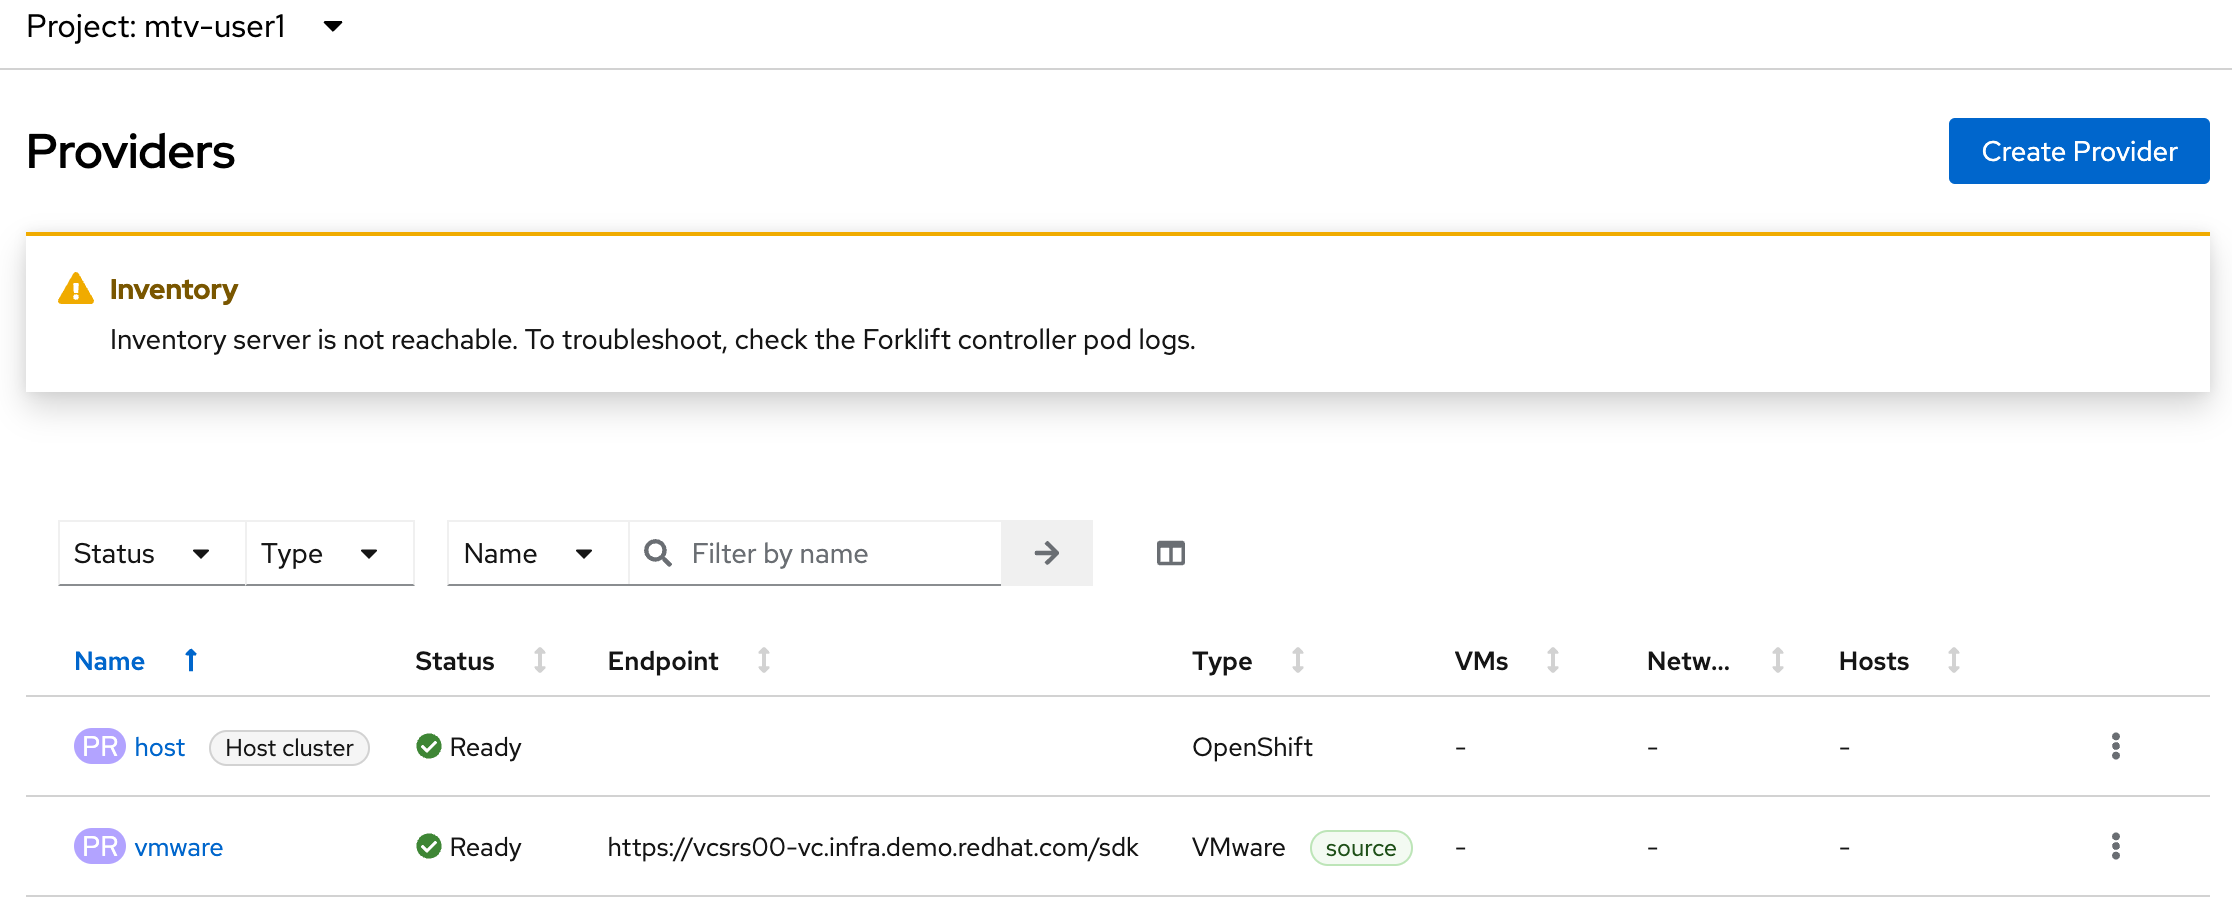 Project: mtv-user1
Providers
Create Provider
Inventory
Inventory server is not reachable. To troubleshoot, check the Forklift controller pod logs.
Status Type Name Filter by name
Name Status Endpoint Type VMs Netw... Hosts
PR host Host cluster Ready OpenShift - - -
PR vmware Ready https://vcsrs00-vc.infra.demo.redhat.com/sdk VMware source - - -